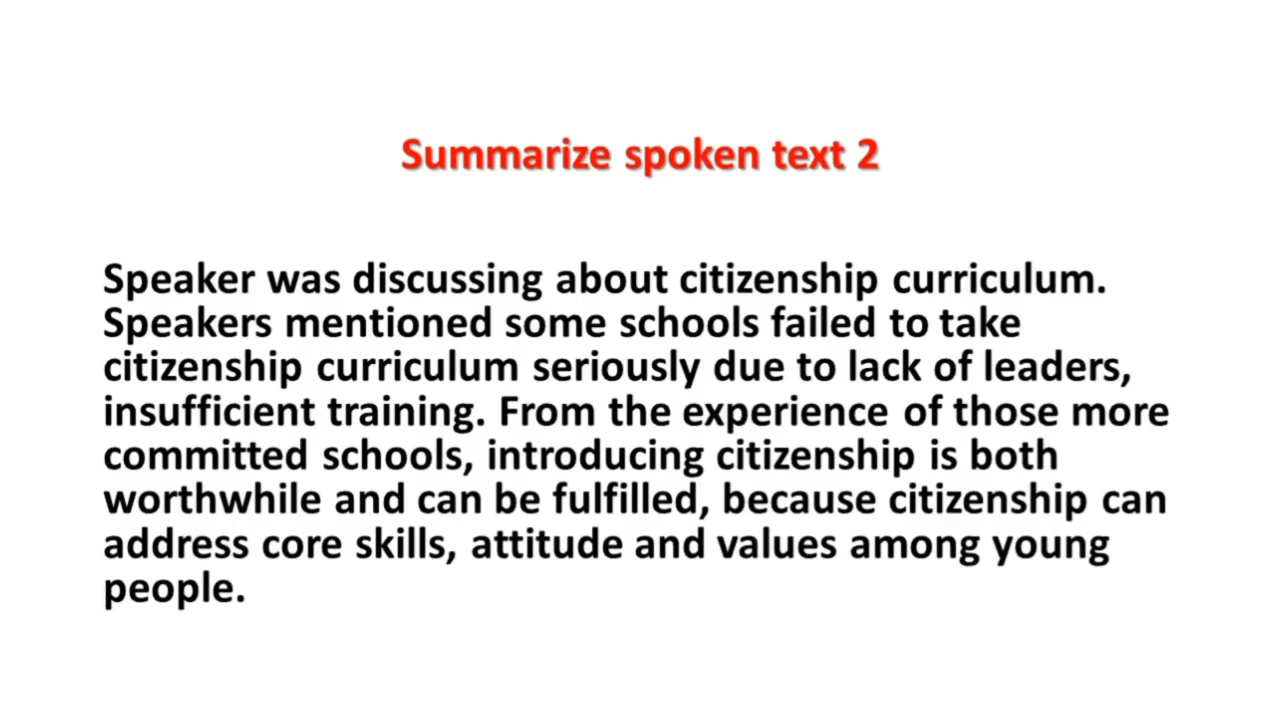 Summarize spoken text 2
Speaker was discussing about citizenship curriculum.
Speakers mentioned some schools failed to take
citizenship curriculum seriously due to lack of leaders,
insufficient training. From the experience of those more
committed schools, introducing citizenship is both
worthwhile and can be fulfilled, because citizenship can
address core skills, attitude and values among young
people.